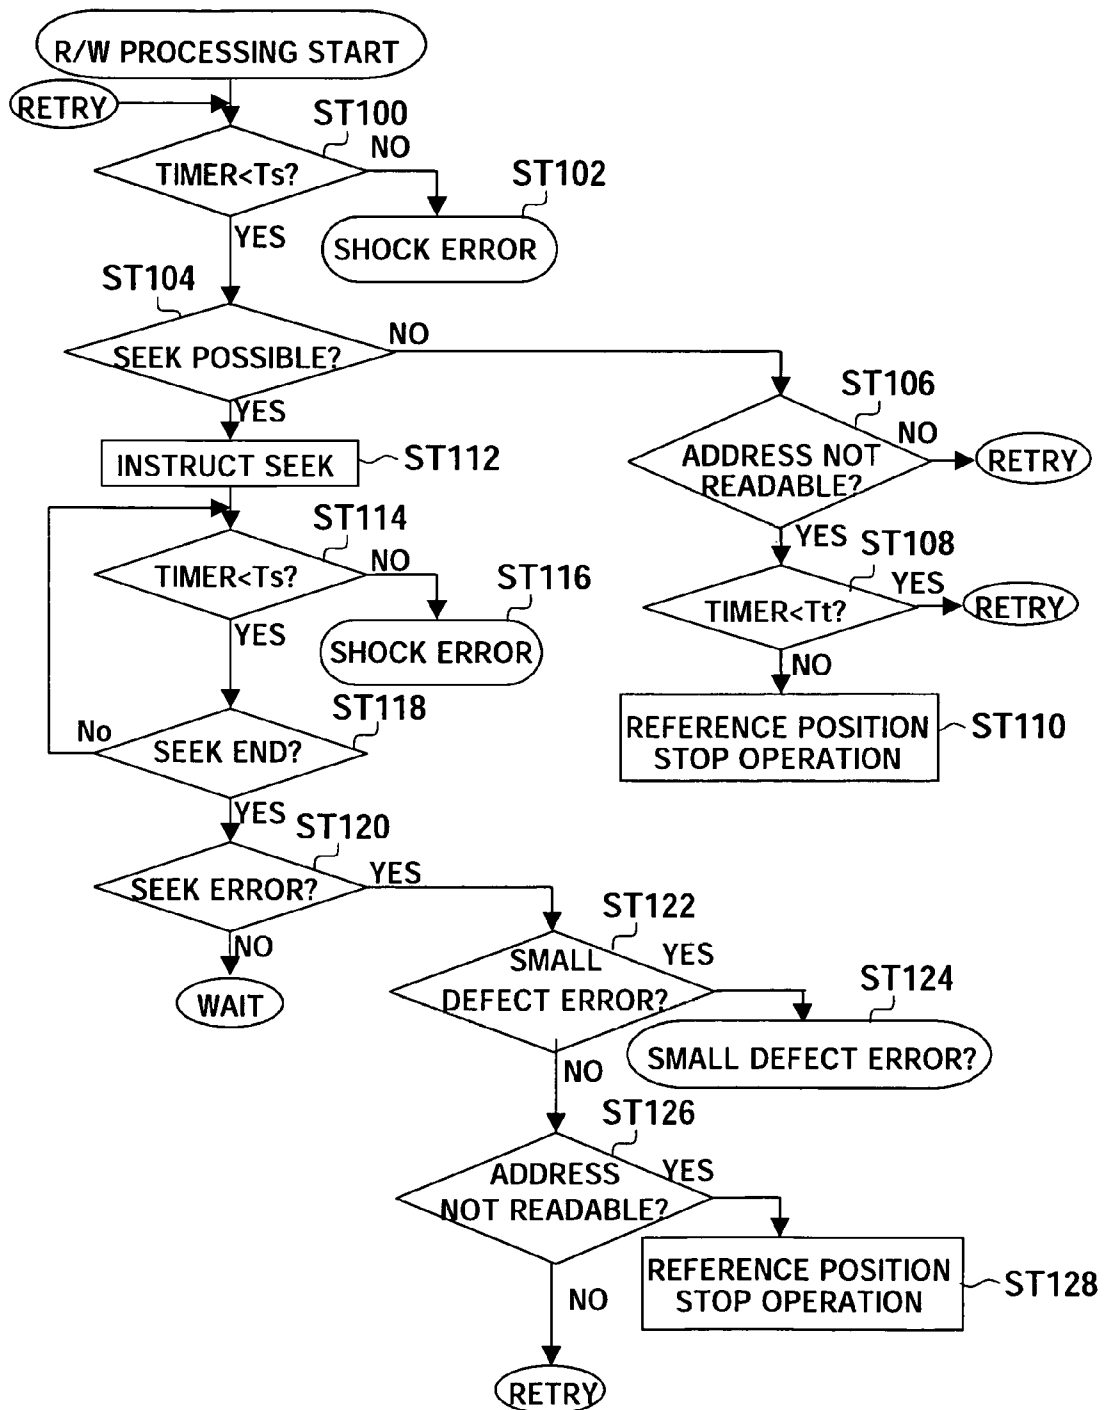 R/W PROCESSING START
RETRY
ST100
TIMER<Ts?
NO
YES
ST102
SHOCK ERROR
ST104
SEEK POSSIBLE?
NO
YES
ST106
ADDRESS NOT
READABLE?
NO
RETRY
YES
INSTRUCT SEEK
ST112
ST108
TIMER<Tt?
YES
RETRY
NO
REFERENCE POSITION
STOP OPERATION
ST110
ST114
TIMER<Ts?
NO
YES
ST116
SHOCK ERROR
ST118
SEEK END?
No
YES
ST120
SEEK ERROR?
YES
NO
WAIT
ST122
SMALL
DEFECT ERROR?
YES
NO
ST124
SMALL DEFECT ERROR?
ST126
ADDRESS
NOT READABLE?
YES
NO
REFERENCE POSITION
STOP OPERATION
ST128
RETRY